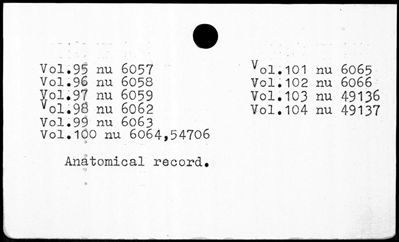 Vol.95 nu 6057
Vol.96 nu 6058
Vol.97 nu 6059
Vol.98 nu 6062
Vol.99 nu 6063
Vol.100 nu 6064,54706
Vol.101 nu 6065
Vol.102 nu 6066
Vol.103 nu 49136
Vol.104 nu 49137
Anatomical record.